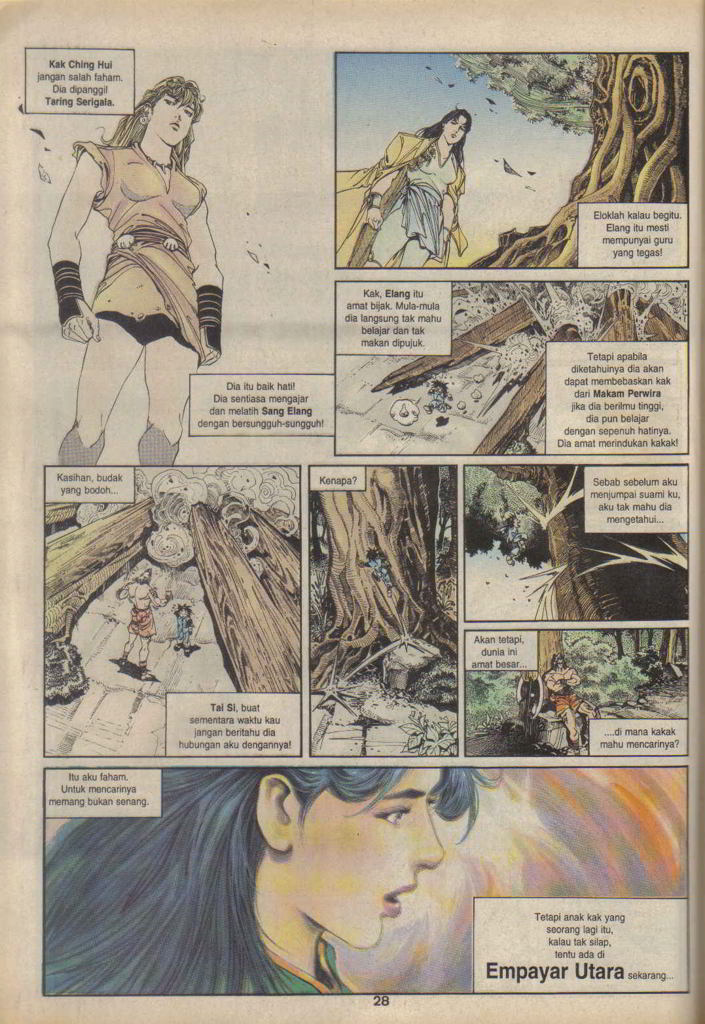 Kak Ching Hui
jangan salah faham.
Dia dipanggil
Taring Serigala.
Eloklah kalau begitu.
Elang itu mesti
mempunyai guru
yang tegas!
Dia itu baik hati!
Dia sentiasa mengajar
dan melatih Sang Elang
dengan bersungguh-sungguh!
Kak, Elang itu
amat bijak. Mula-mula
dia langsung tak mahu
belajar dan tak
makan dipujuk.
Tetapi apabila
diketahuinya dia akan
dapat membebaskan kak
dari Makam Perwira
jika dia berilmu tinggi,
dia pun belajar
dengan sepenuh hatinya.
Dia amat merindukan kakak!
Kasihan, budak
yang bodoh...
Tai Si, buat
sementara waktu kau
jangan beritahu dia
hubungan aku dengannya!
Kenapa?
Sebab sebelum aku
menjumpai suami ku,
aku tak mahu dia
mengetahui...
Akan tetapi,
dunia ini
amat besar...
....di mana kakak
mahu mencarinya?
Itu aku faham.
Untuk mencarinya
memang bukan senang.
Tetapi anak kak yang
seorang lagi itu,
kalau tak silap,
tentu ada di
Empayar Utara sekarang...
28